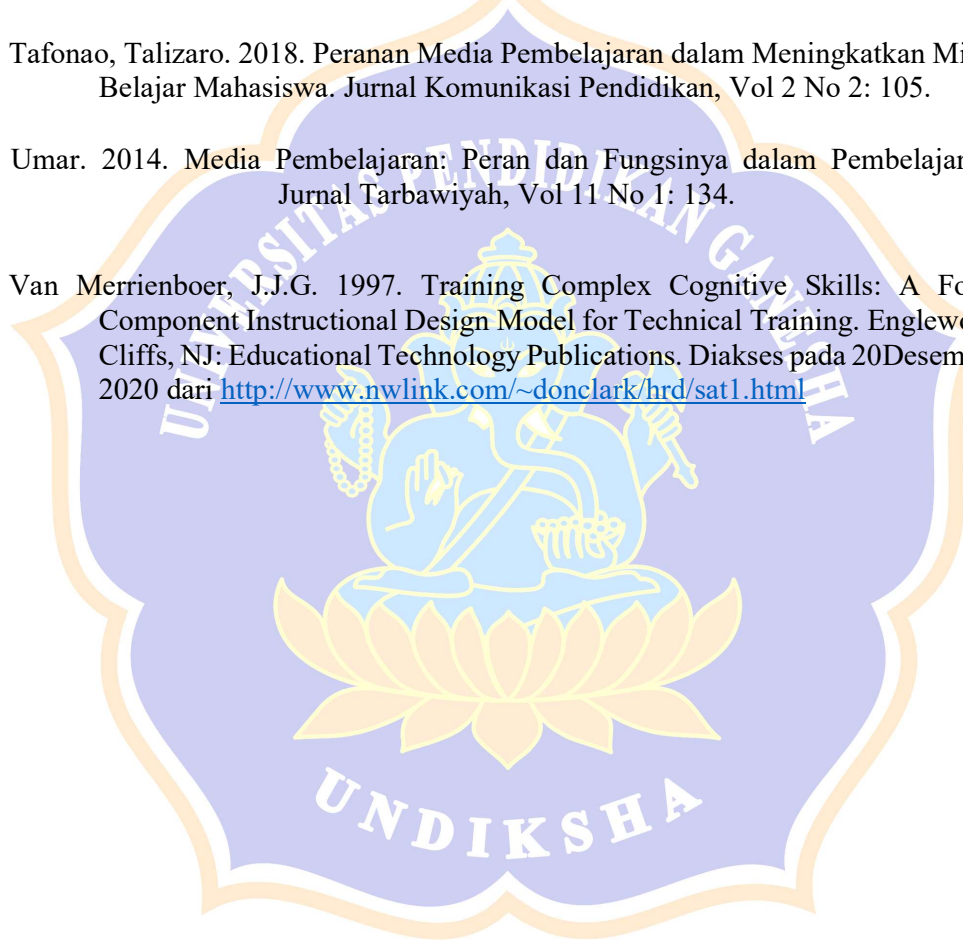 Tafonao, Talizaro. 2018. Peranan Media Pembelajaran dalam Meningkatkan Mi
Belajar Mahasiswa. Jurnal Komunikasi Pendidikan, Vol 2 No 2: 105.
Umar. 2014. Media Pembelajaran: Peran dan Fungsinya dalam Pembelajar
Jurnal Tarbawiyah, Vol 11 No 1: 134.
Van Merrienboer, J.J.G. 1997. Training Complex Cognitive Skills: A Fo
Component Instructional Design Model for Technical Training. Englewo
Cliffs, NJ: Educational Technology Publications. Diakses pada 20Desem
2020 dari http://www.nwlink.com/~donclark/hrd/sat1.html
UNIVERSITAS PENDIDIKAN GANESHA
UNDIKSHA